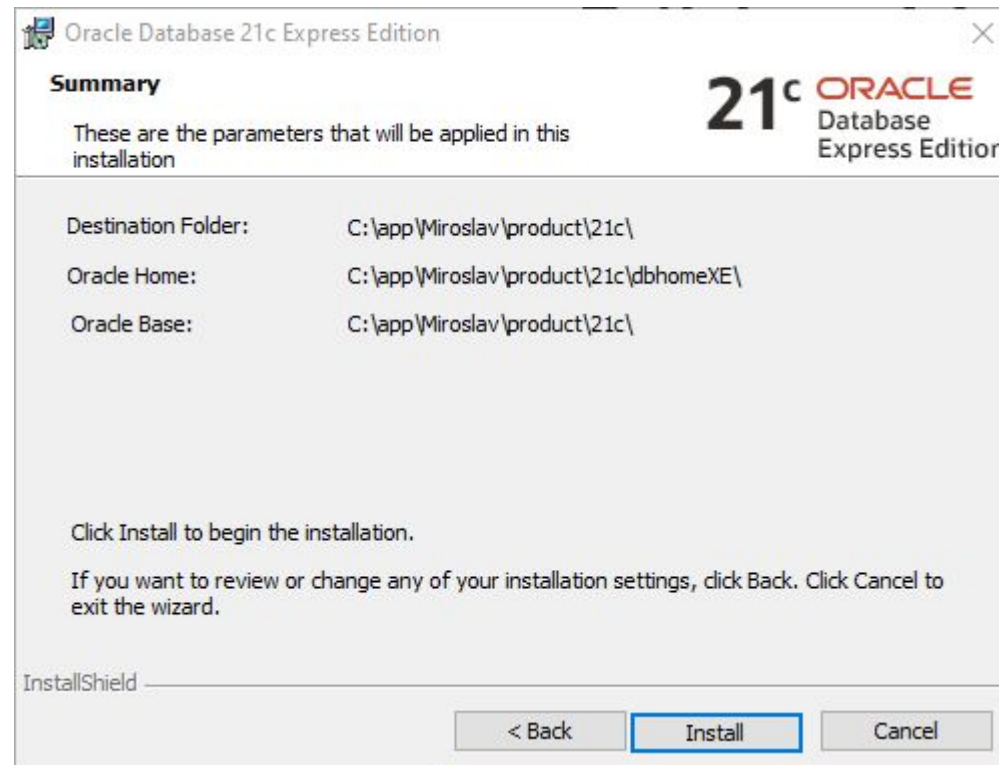 Oracle Database 21c Express Edition
Summary
These are the parameters that will be applied in this
installation
21c ORACLE
Database
Express Edition
Destination Folder: C:\app\Miroslav\product\21c\
Oracle Home: C:\app\Miroslav\product\21c\dbhomeXE\
Oracle Base: C:\app\Miroslav\product\21c\
Click Install to begin the installation.
If you want to review or change any of your installation settings, click Back. Click Cancel to
exit the wizard.
InstallShield
< Back Install Cancel